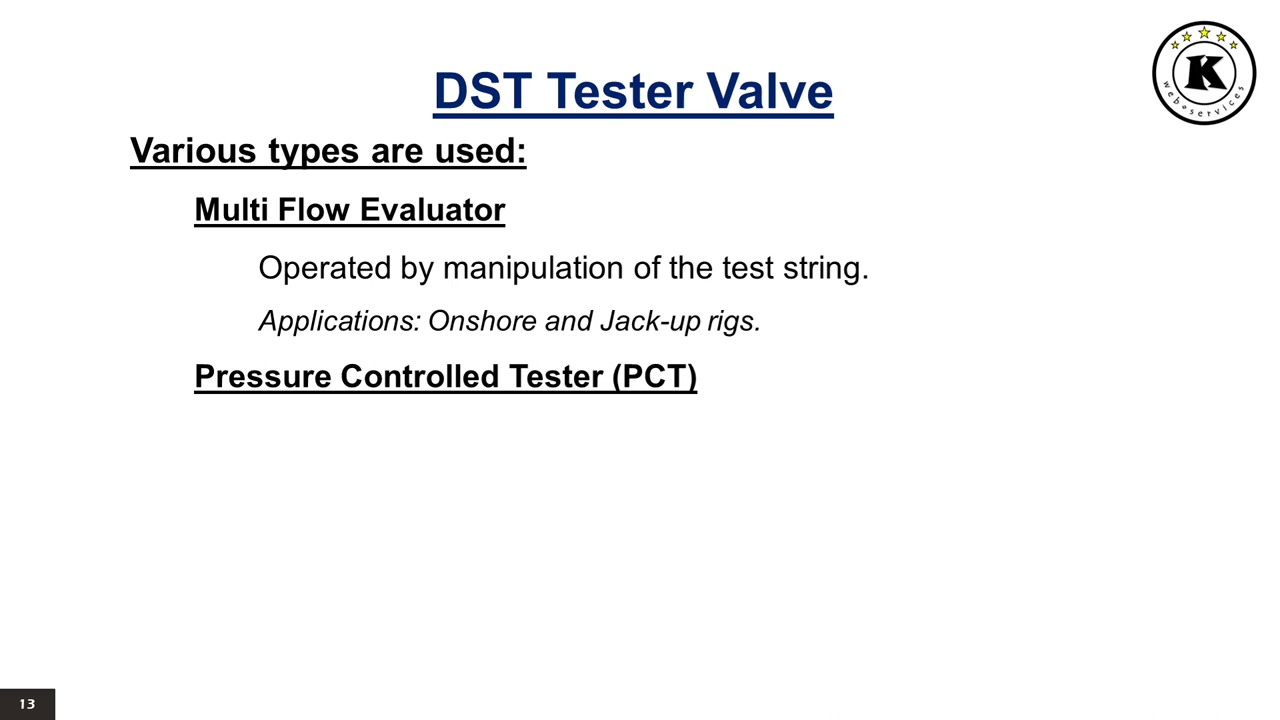 DST Tester Valve
K
web services
Various types are used:
Multi Flow Evaluator
Operated by manipulation of the test string.
Applications: Onshore and Jack-up rigs.
Pressure Controlled Tester (PCT)
13